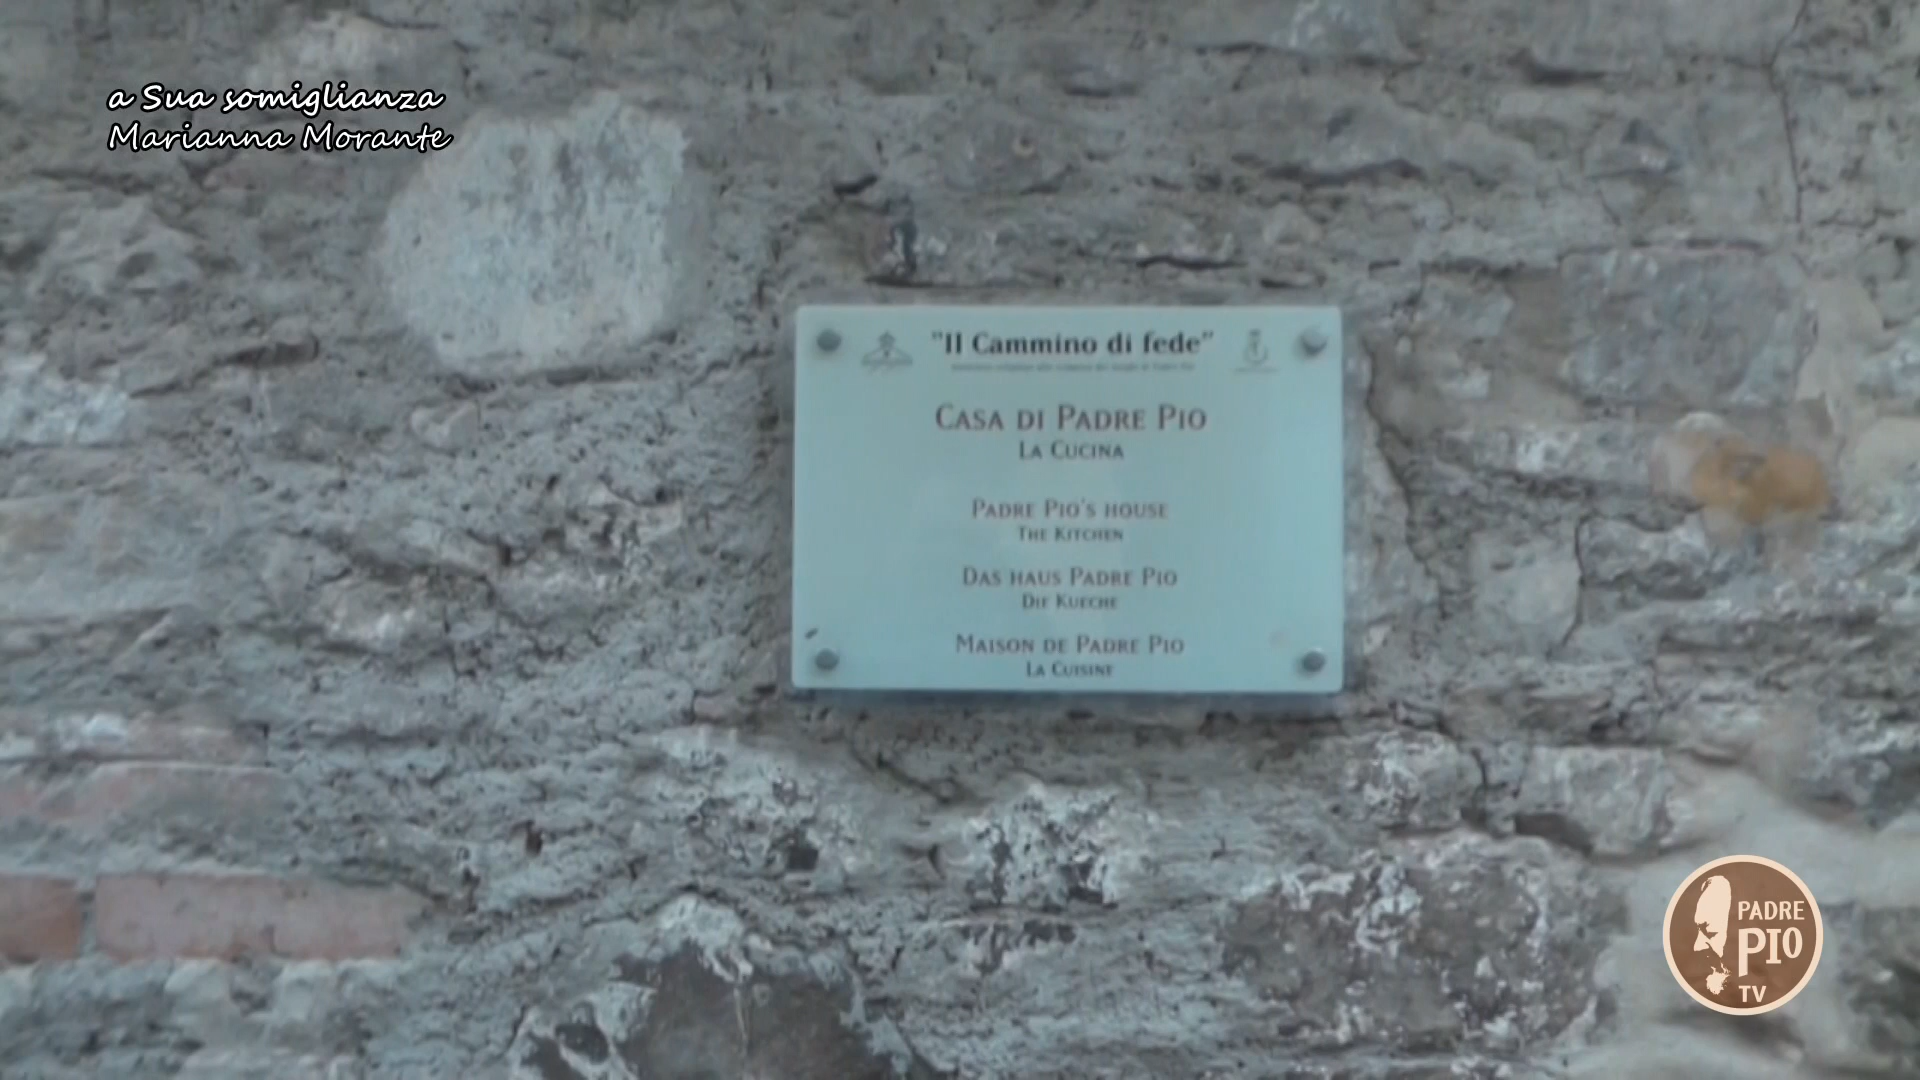 a Sua somiglianza
Marianna Morante
"Il Cammino di fede"
CASA DI PADRE PIO
LA CUCINA
PADRE PIO'S HOUSE
THE KITCHEN
DAS HAUS PADRE PIO
DIE KUECHE
MAISON DE PADRE PIO
LA CUISINE
PADRE
PIO
TV